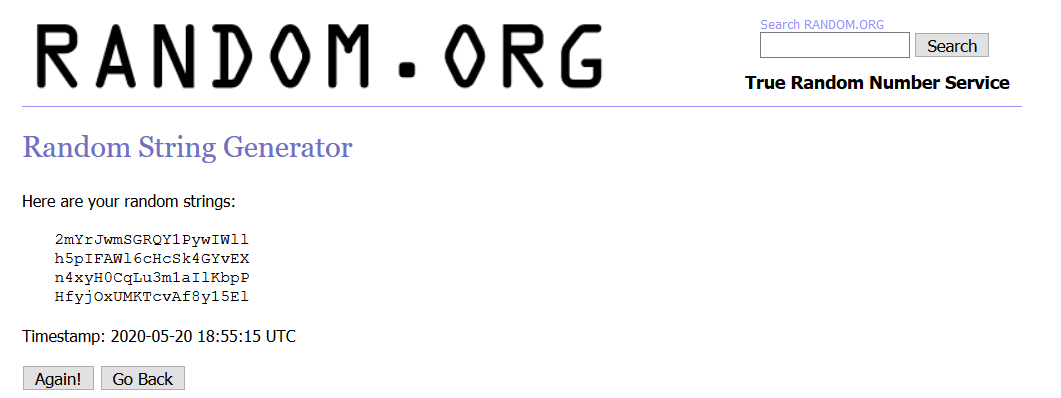 RANDOM.ORG
Search RANDOM.ORG
Search
True Random Number Service
Random String Generator
Here are your random strings:
2mYrJwmSGRQY1PywIWll
h5pIFAWl6cHcSk4GYvEX
n4xyH0CqLu3m1aIlKbpP
HfyjOxUMKTcvAf8y15El
Timestamp: 2020-05-20 18:55:15 UTC
Again! Go Back